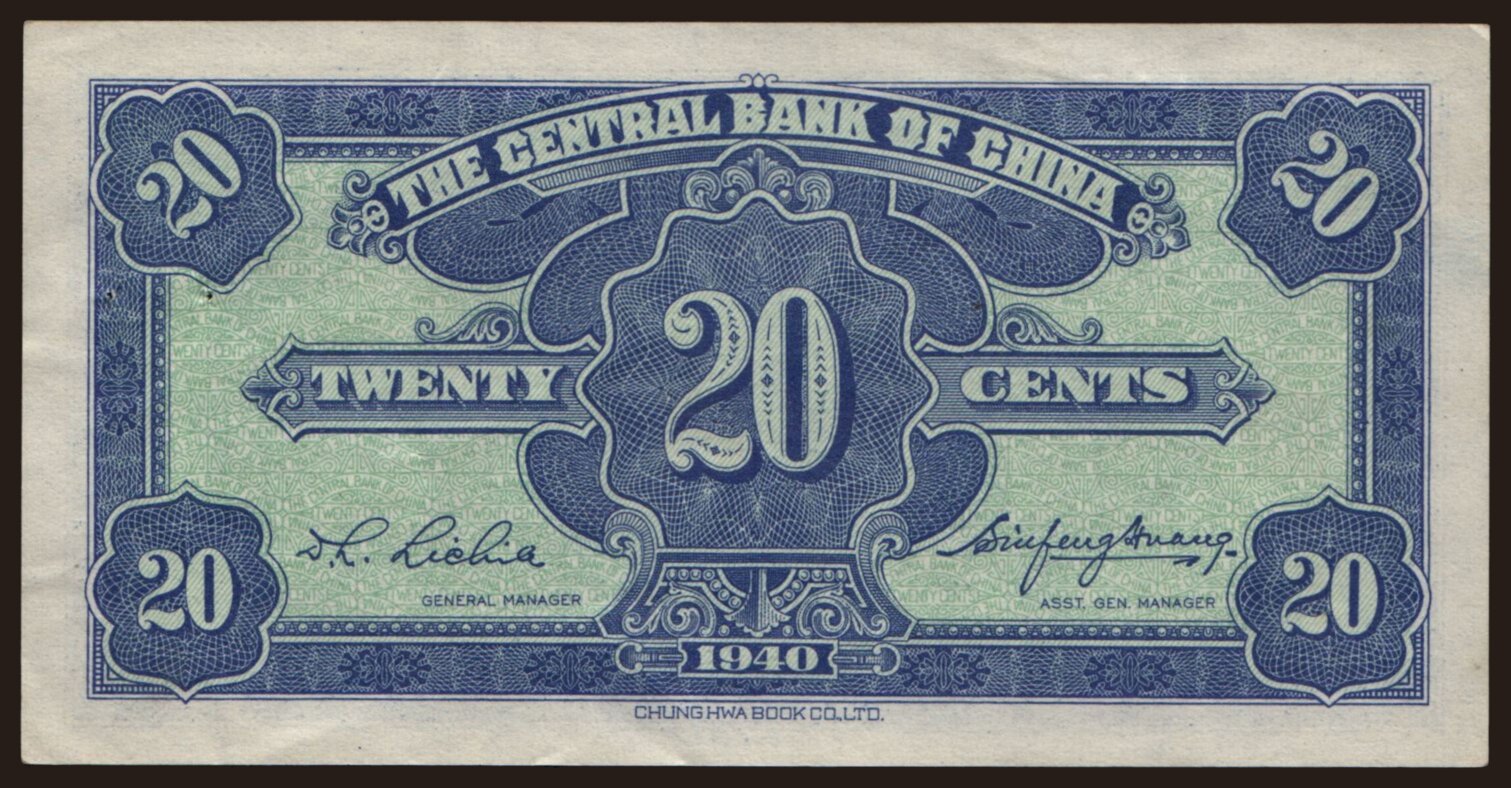 20 20
THE CENTRAL BANK OF CHINA
TWENTY 20 CENTS
GENERAL MANAGER ASST. GEN. MANAGER
20 20
1940
CHUNG HWA BOOK CO., LTD.